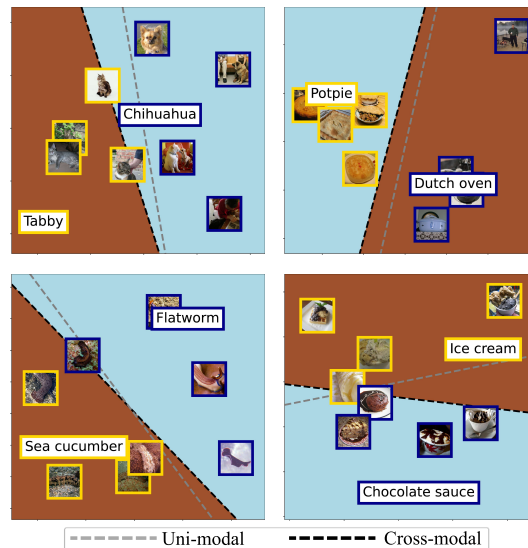 Chihuahua
Tabby
Potpie
Dutch oven
Flatworm
Sea cucumber
Ice cream
Chocolate sauce
Uni-modal
Cross-modal